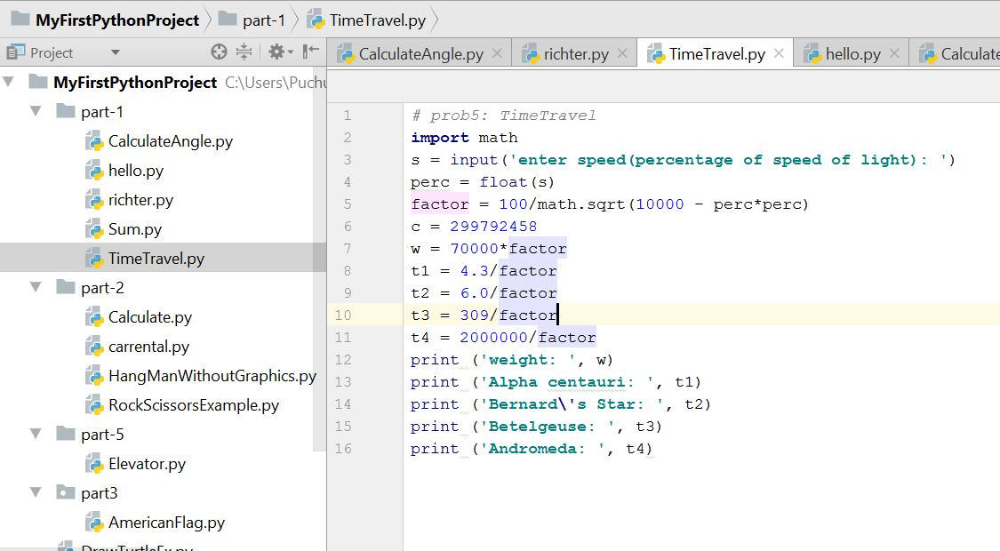 MyFirstPythonProject part-1 TimeTravel.py
Project
CalculateAngle.py richter.py TimeTravel.py hello.py Calculate
MyFirstPythonProject C:\Users\Puchu
part-1
CalculateAngle.py
hello.py
richter.py
Sum.py
TimeTravel.py
part-2
Calculate.py
carrental.py
HangManWithoutGraphics.py
RockScissorsExample.py
part-5
Elevator.py
part3
AmericanFlag.py
DrawTurtleEx.py
1 # prob5: TimeTravel
2 import math
3 s = input('enter speed(percentage of speed of light): ')
4 perc = float(s)
5 factor = 100/math.sqrt(10000 - perc*perc)
6 c = 299792458
7 w = 70000*factor
8 t1 = 4.3/factor
9 t2 = 6.0/factor
10 t3 = 309/factor
11 t4 = 2000000/factor
12 print ('weight: ', w)
13 print ('Alpha centauri: ', t1)
14 print ('Bernard\'s Star: ', t2)
15 print ('Betelgeuse: ', t3)
16 print ('Andromeda: ', t4)